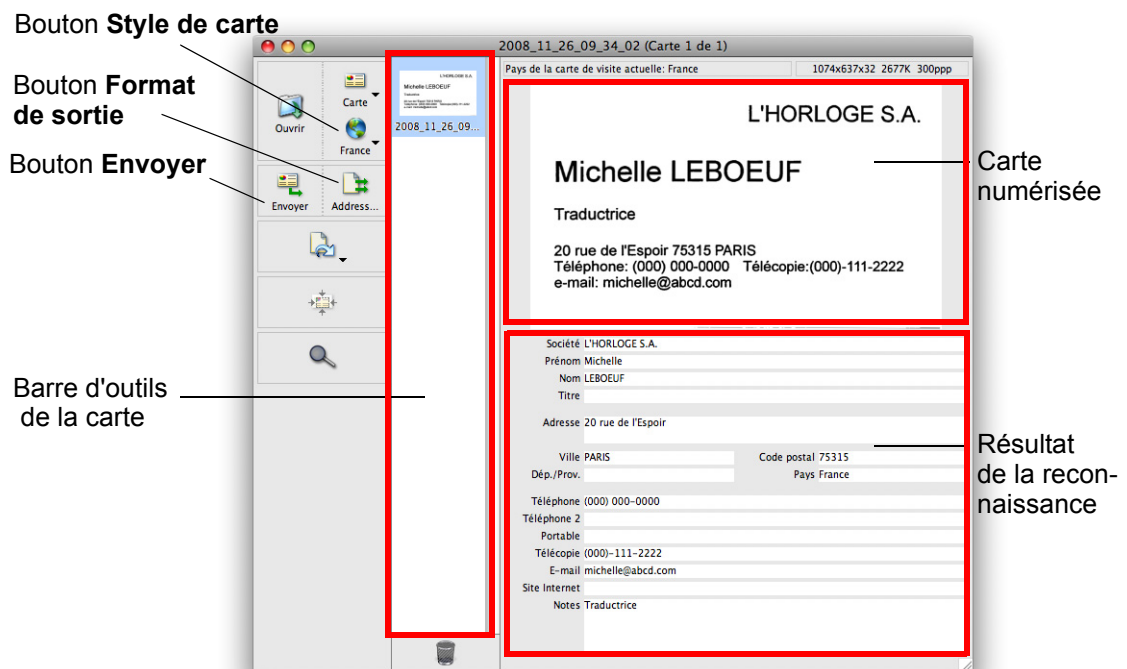 Bouton Style de carte
Bouton Format
de sortie
Bouton Envoyer
Barre d'outils
de la carte
2008_11_26_09_34_02 (Carte 1 de 1)
Ouvrir
Carte
France
Envoyer
Address...
L'HORLOGE S.A.
Michelle LEBOEUF
Traductrice
2008_11_26_09...
Pays de la carte de visite actuelle: France
1074x637x32 2677K 300ppp
L'HORLOGE S.A.
Michelle LEBOEUF
Traductrice
20 rue de l'Espoir 75315 PARIS
Téléphone: (000) 000-0000 Télécopie:(000)-111-2222
e-mail: michelle@abcd.com
Société L'HORLOGE S.A.
Prénom Michelle
Nom LEBOEUF
Titre
Adresse 20 rue de l'Espoir
Ville PARIS Code postal 75315
Dép./Prov. Pays France
Téléphone (000) 000-0000
Téléphone 2
Portable
Télécopie (000)-111-2222
E-mail michelle@abcd.com
Site Internet
Notes Traductrice
Carte
numérisée
Résultat
de la recon-
naissance